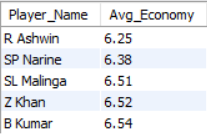 Player_Name Avg_Economy
R Ashwin 6.25
SP Narine 6.38
SL Malinga 6.51
Z Khan 6.52
B Kumar 6.54